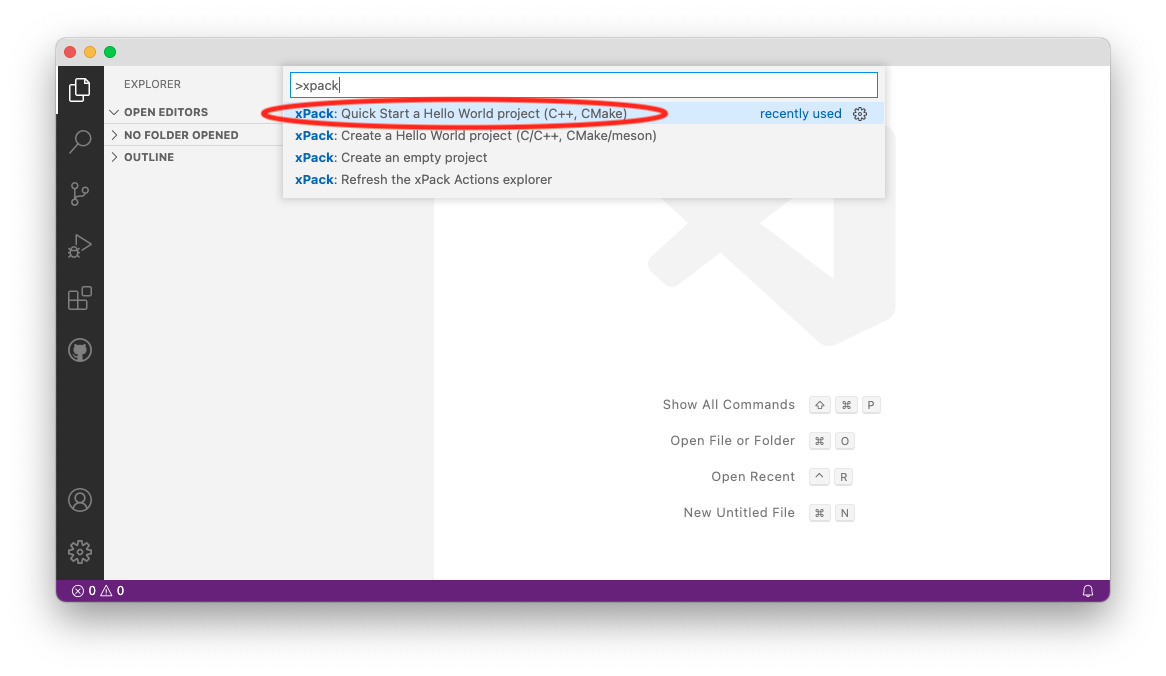 EXPLORER
OPEN EDITORS
NO FOLDER OPENED
OUTLINE
>xpack
xPack: Quick Start a Hello World project (C++, CMake) recently used
xPack: Create a Hello World project (C/C++, CMake/meson)
xPack: Create an empty project
xPack: Refresh the xPack Actions explorer
Show All Commands ⇧ ⌘ P
Open File or Folder ⌘ O
Open Recent ^ R
New Untitled File ⌘ N
0 0